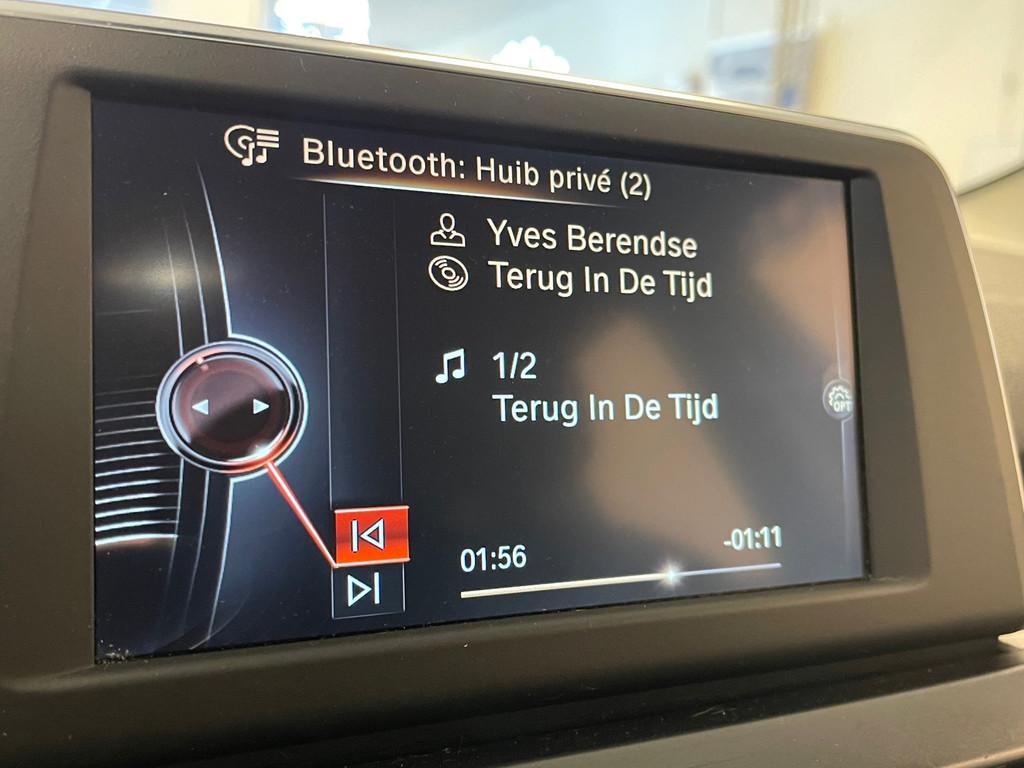 Bluetooth: Huib privé (2)
Yves Berendse
Terug In De Tijd
1/2
Terug In De Tijd
01:56
-01:11
OPT